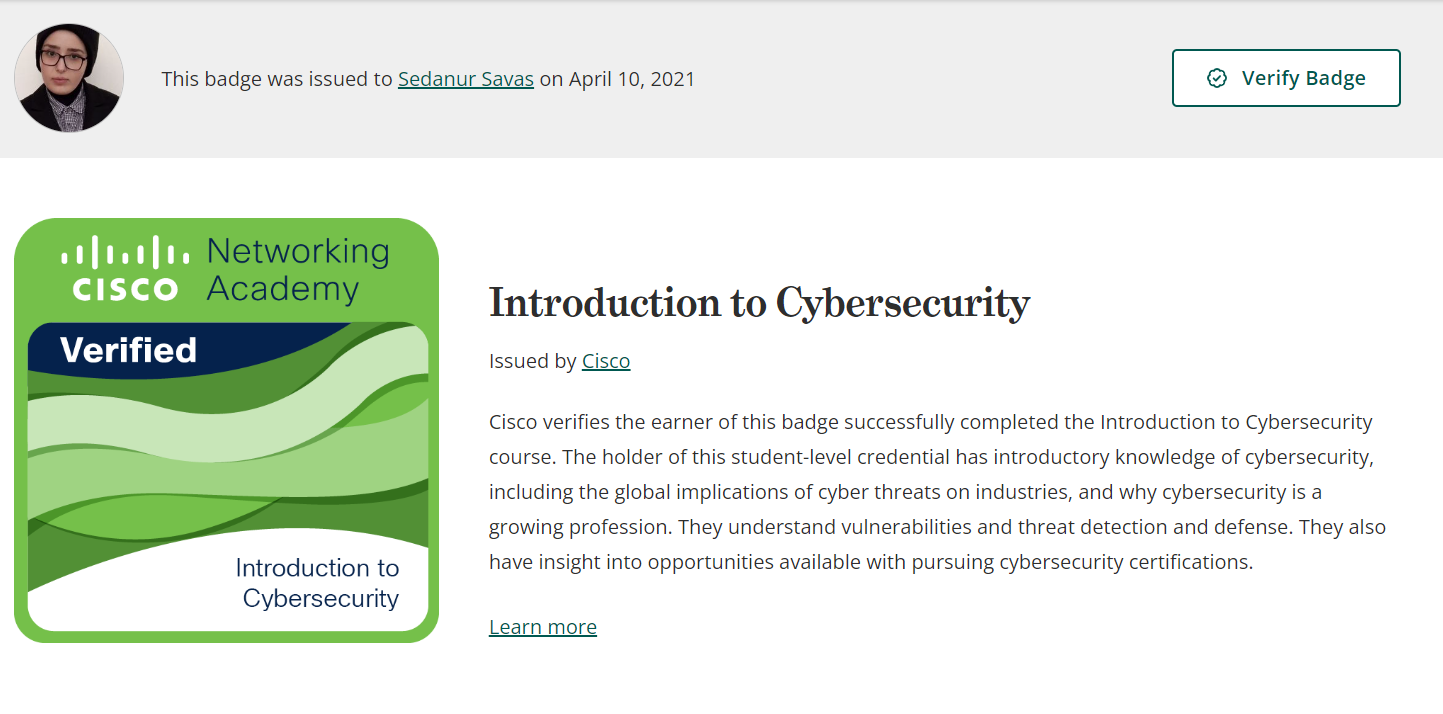 This badge was issued to Sedanur Savas on April 10, 2021
Verify Badge
CISCO
Networking
Academy
Verified
Introduction to
Cybersecurity
Introduction to Cybersecurity
Issued by Cisco
Cisco verifies the earner of this badge successfully completed the Introduction to Cybersecurity
course. The holder of this student-level credential has introductory knowledge of cybersecurity,
including the global implications of cyber threats on industries, and why cybersecurity is a
growing profession. They understand vulnerabilities and threat detection and defense. They also
have insight into opportunities available with pursuing cybersecurity certifications.
Learn more